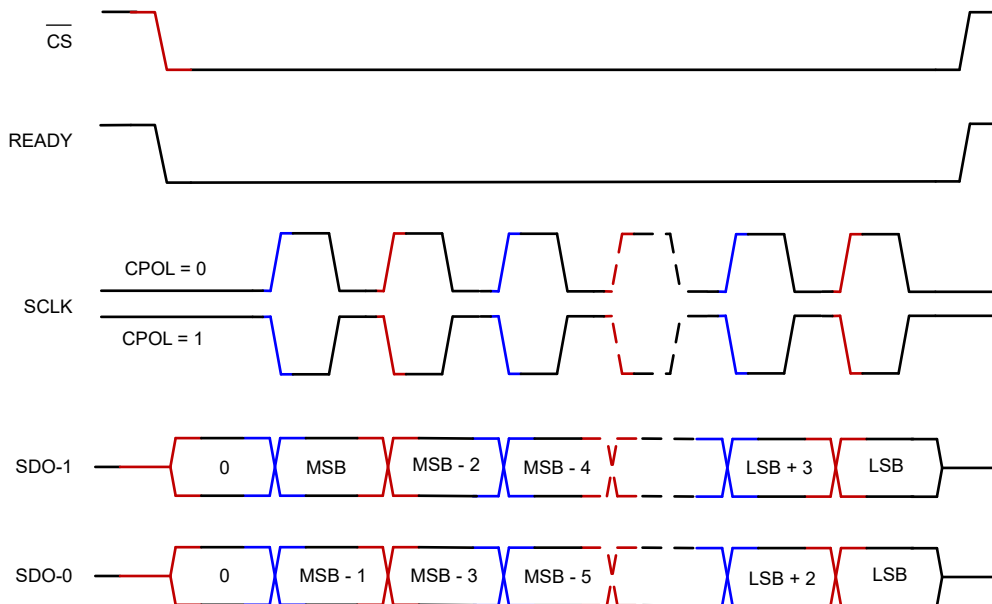 CS
READY
CPOL = 0
SCLK
CPOL = 1
SDO-1 0 MSB MSB - 2 MSB - 4 LSB + 3 LSB
SDO-0 0 MSB - 1 MSB - 3 MSB - 5 LSB + 2 LSB